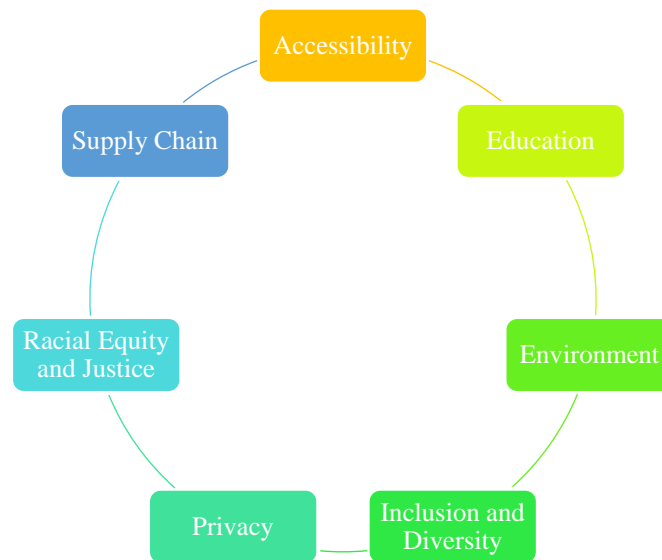 Accessibility
Education
Environment
Inclusion and
Diversity
Privacy
Racial Equity
and Justice
Supply Chain